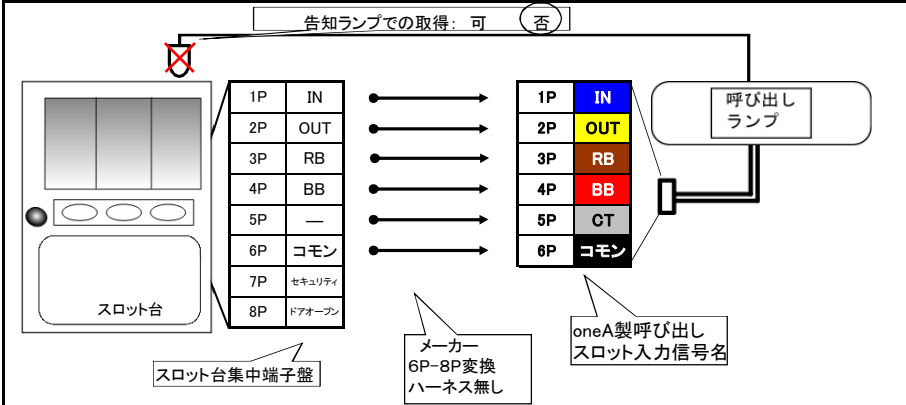 告知ランプでの取得： 可 否
1P IN
2P OUT
3P RB
4P BB
5P ―
6P コモン
7P セキュリティ
8P ドアオープン
1P IN
2P OUT
3P RB
4P BB
5P CT
6P コモン
呼び出し
ランプ
スロット台
スロット台集中端子盤
メーカー
6P-8P変換
ハーネス無し
oneA製呼び出し
スロット入力信号名